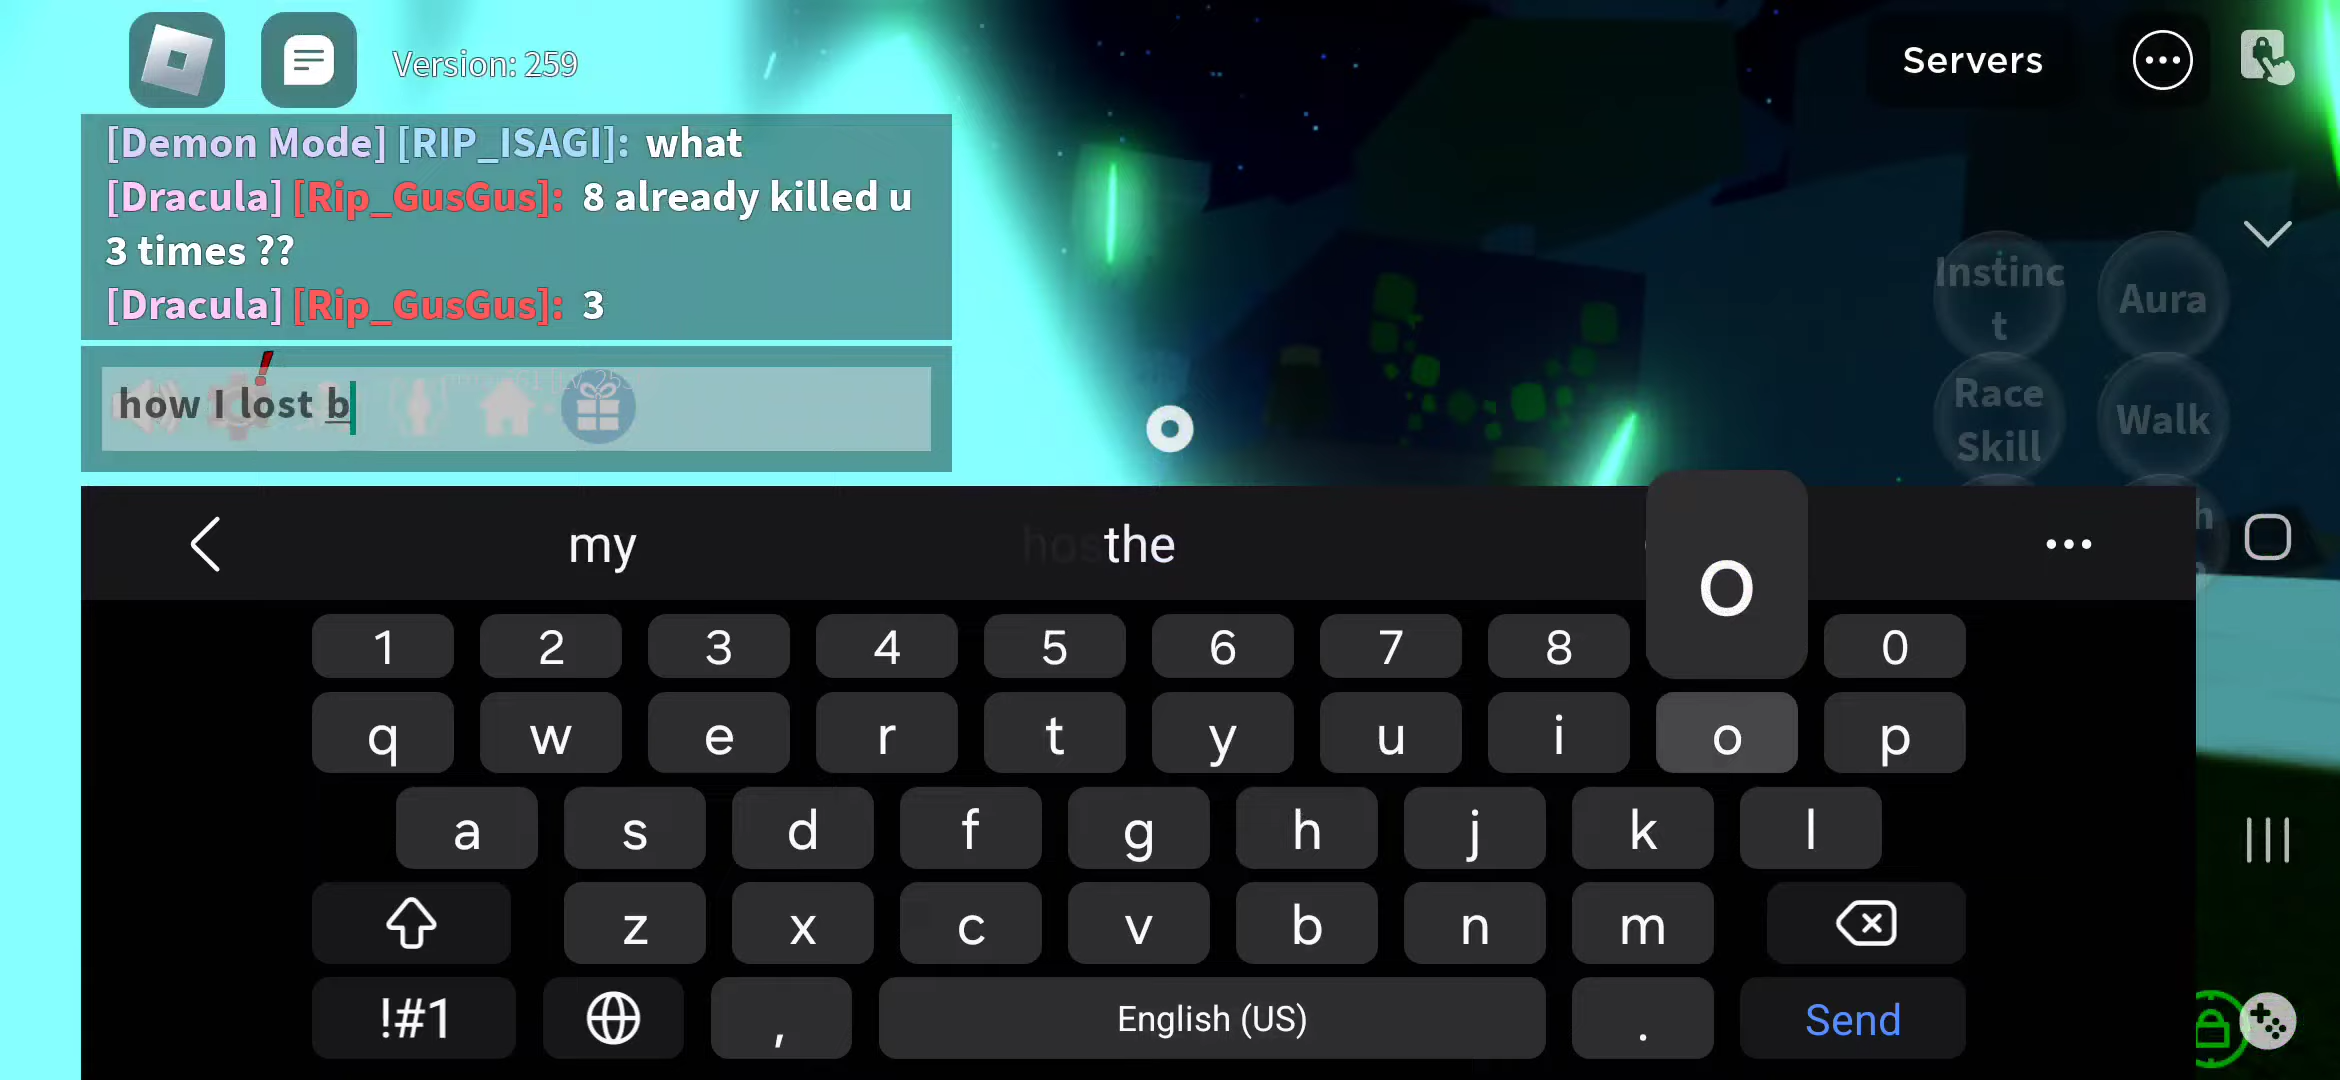 Version: 259
Servers
[Demon Mode] [RIP_ISAGI]: what
[Dracula] [Rip_GusGus]: 8 already killed u
3 times ??
[Dracula] [Rip_GusGus]: 3
how I lost b
Instinc
t
Aura
Race
Skill
Walk
my
the
o
1 2 3 4 5 6 7 8 0
q w e r t y u i o p
a s d f g h j k l
z x c v b n m
!#1 , English (US) . Send